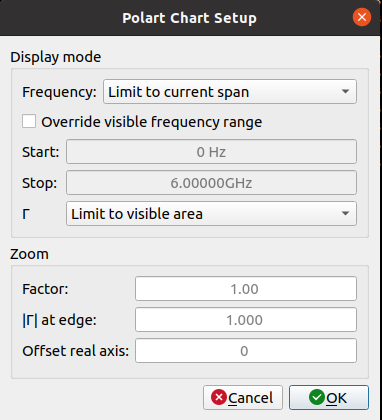 Polart Chart Setup
Display mode
Frequency: Limit to current span
Override visible frequency range
Start: 0 Hz
Stop: 6.00000GHz
Γ Limit to visible area
Zoom
Factor: 1.00
|Γ| at edge: 1.000
Offset real axis: 0
Cancel OK